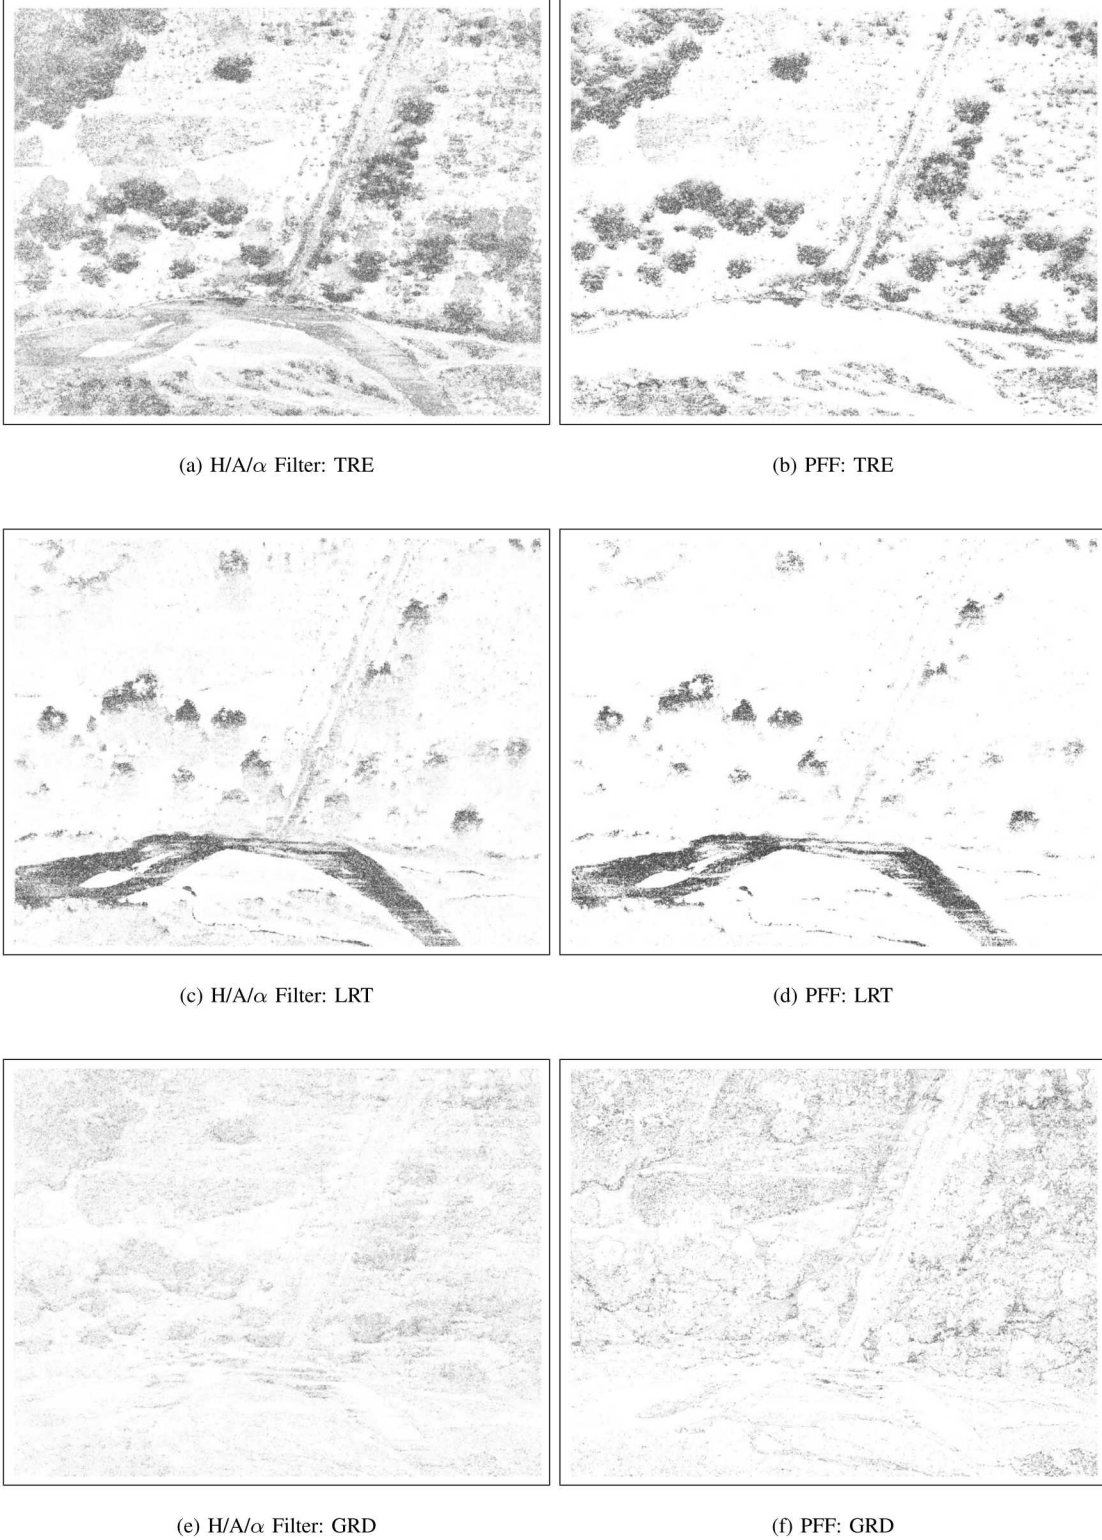 (a) H/A/α Filter: TRE
(b) PFF: TRE
(c) H/A/α Filter: LRT
(d) PFF: LRT
(e) H/A/α Filter: GRD
(f) PFF: GRD